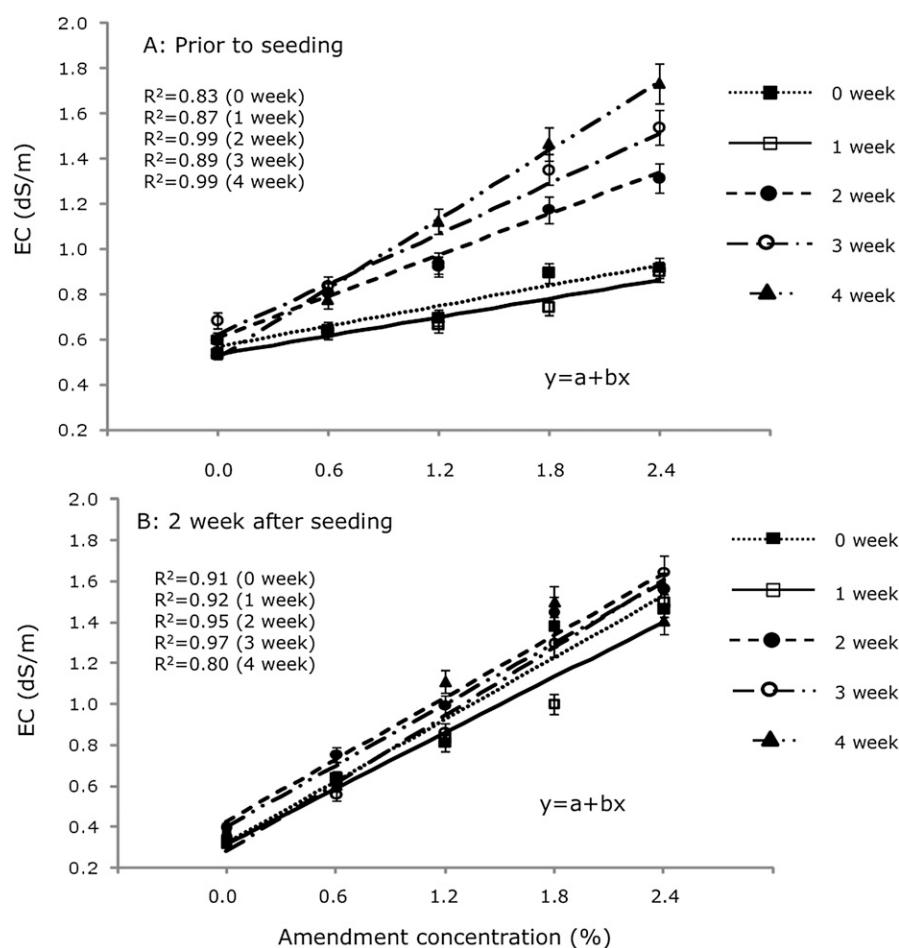 A: Prior to seeding
R²=0.83 (0 week)
R²=0.87 (1 week)
R²=0.99 (2 week)
R²=0.89 (3 week)
R²=0.99 (4 week)
y=a+bx
EC (dS/m)
2.0
1.8
1.6
1.4
1.2
1.0
0.8
0.6
0.4
0.2
0.0 0.6 1.2 1.8 2.4
0 week
1 week
2 week
3 week
4 week
B: 2 week after seeding
R²=0.91 (0 week)
R²=0.92 (1 week)
R²=0.95 (2 week)
R²=0.97 (3 week)
R²=0.80 (4 week)
y=a+bx
EC (dS/m)
2.0
1.8
1.6
1.4
1.2
1.0
0.8
0.6
0.4
0.2
0.0 0.6 1.2 1.8 2.4
0 week
1 week
2 week
3 week
4 week
Amendment concentration (%)